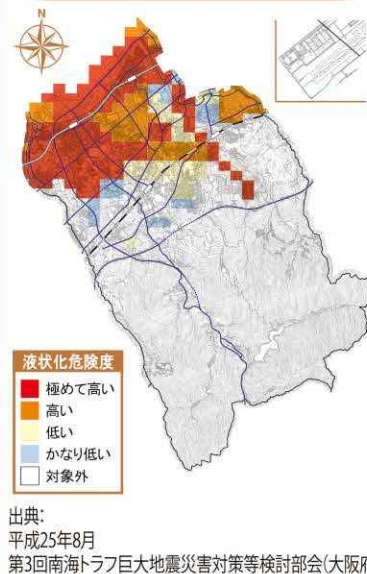 N
液状化危険度
極めて高い
高い
低い
かなり低い
対象外
出典:
平成25年8月
第3回南海トラフ巨大地震災害対策等検討部会(大阪府